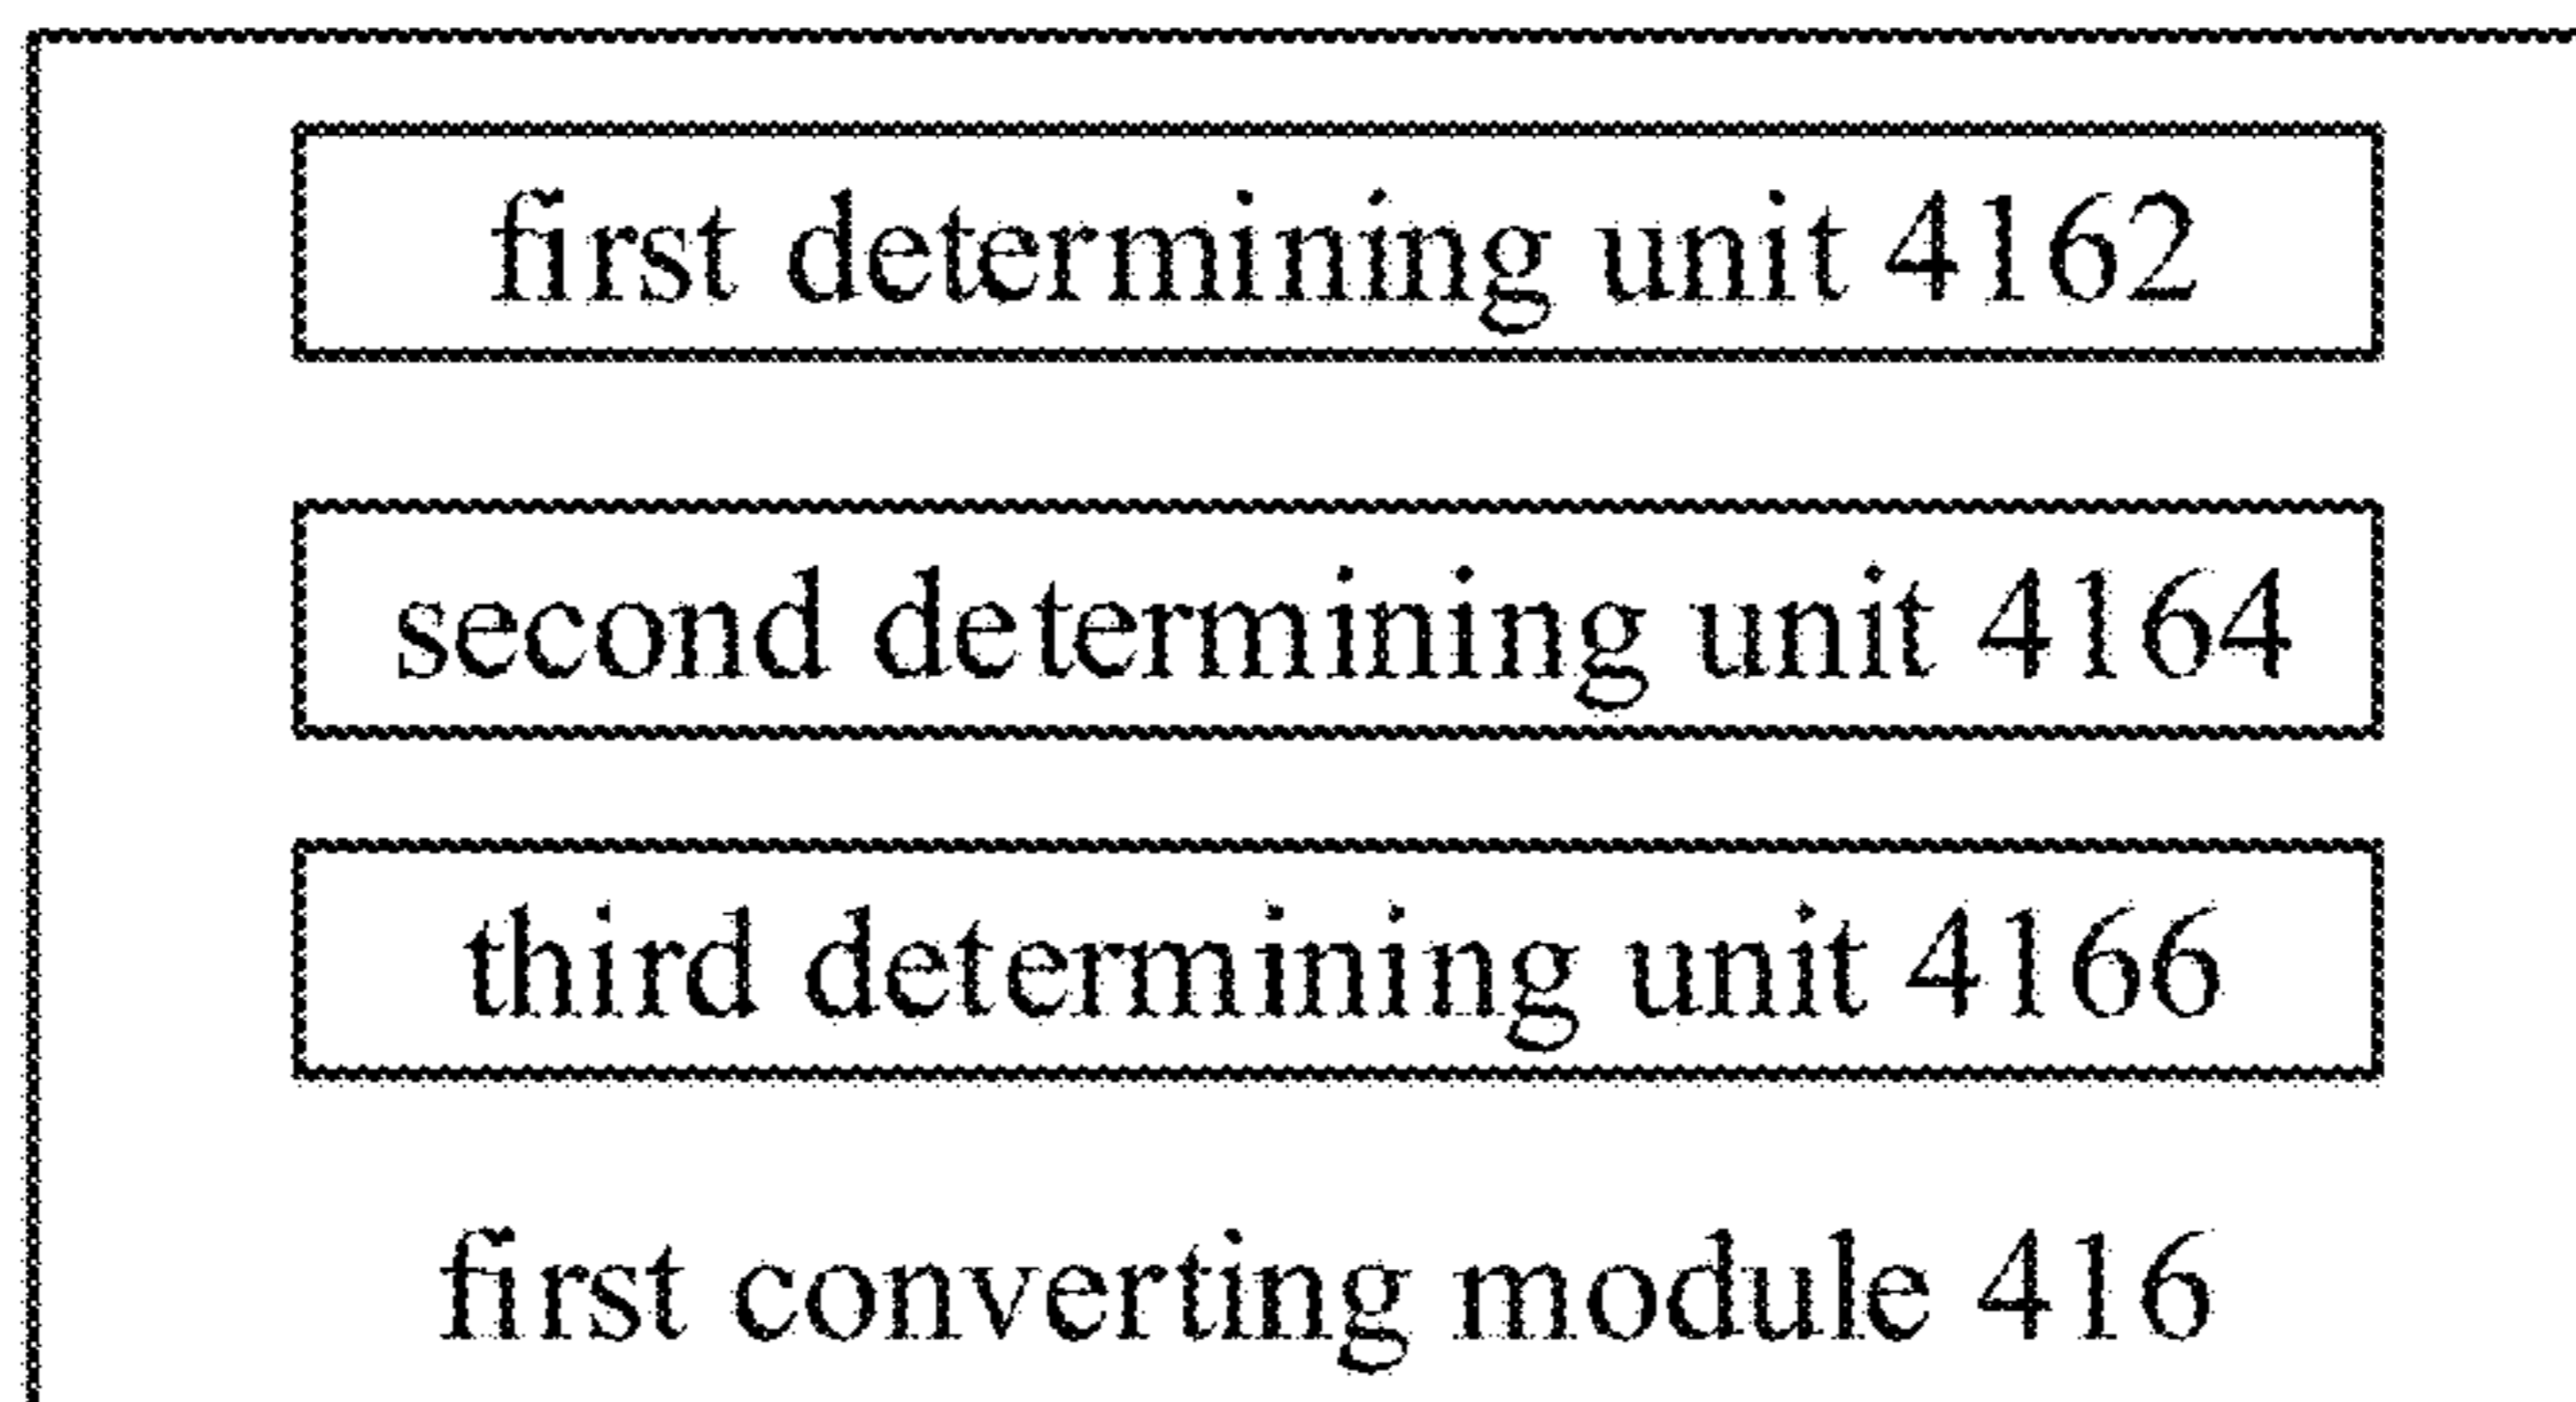 first determining unit 4162
second determining unit 4164
third determining unit 4166
first converting module 416